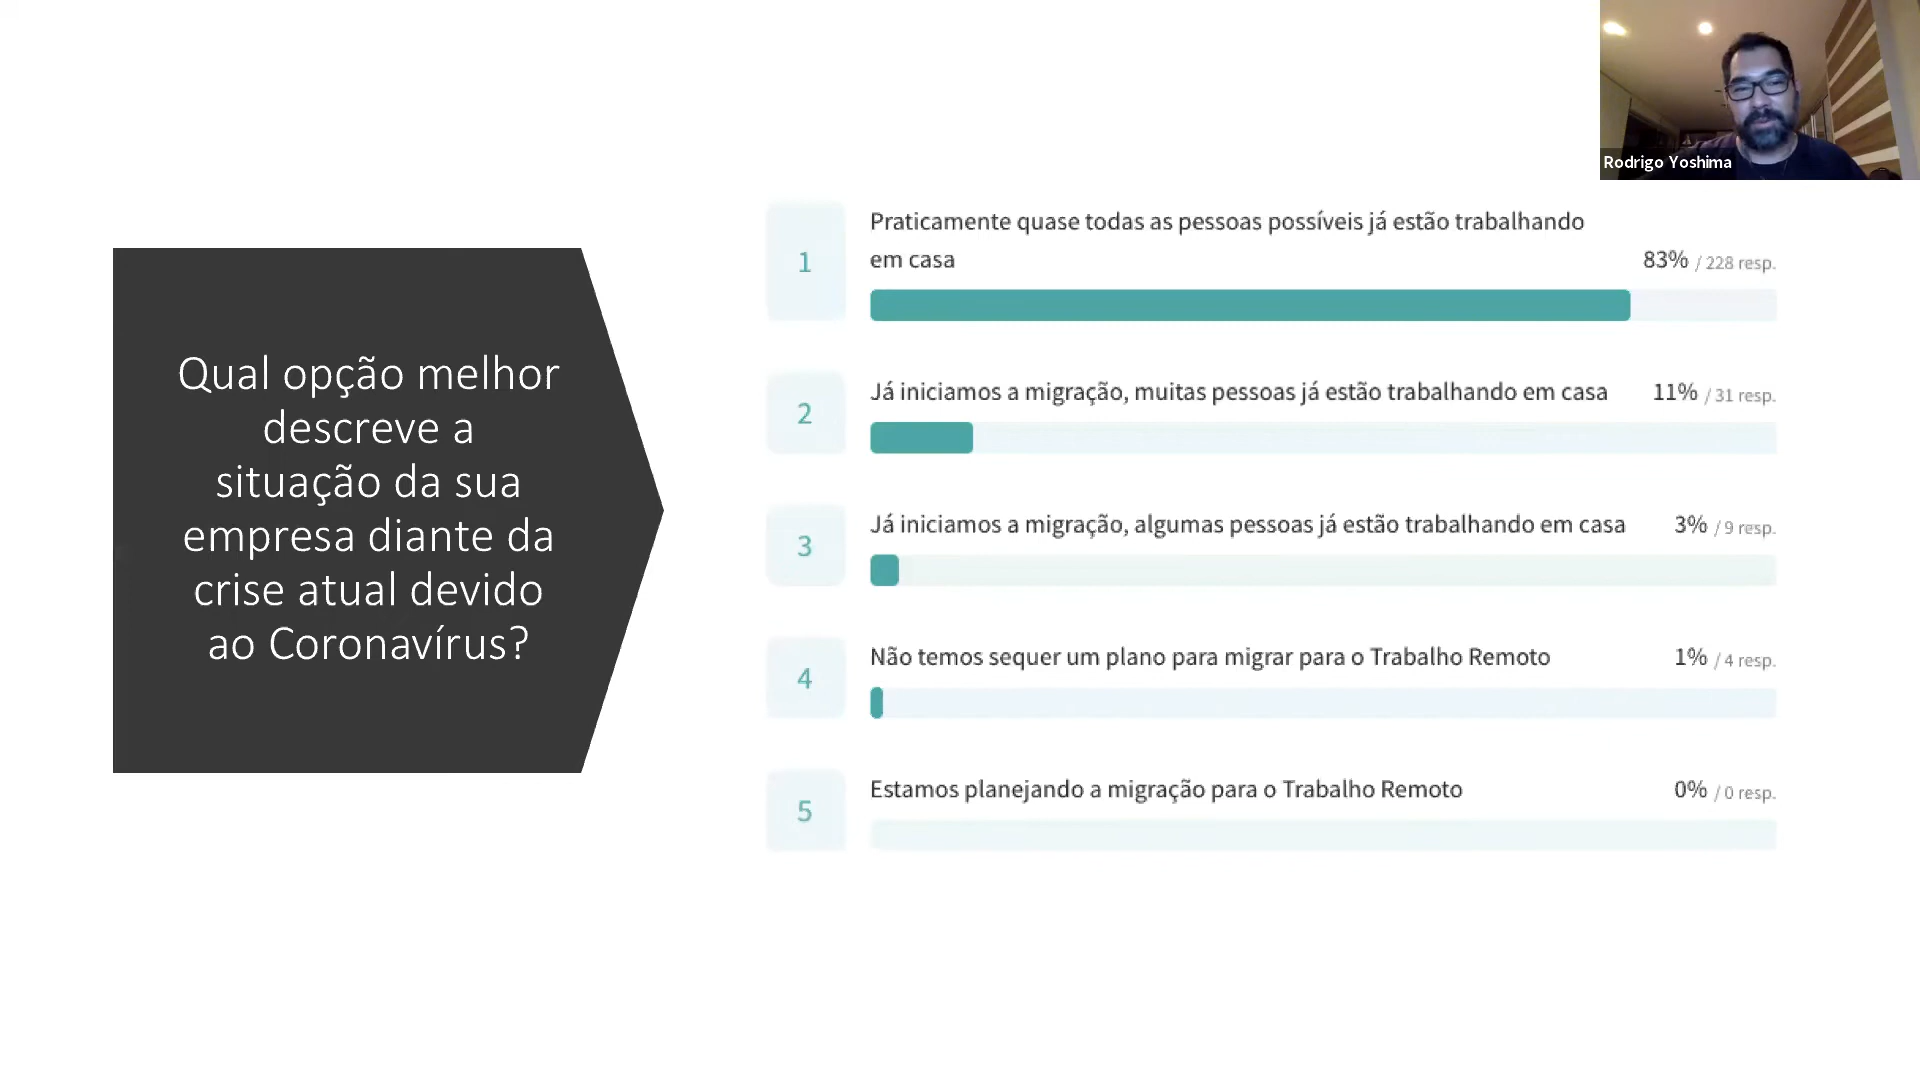 Rodrigo Yoshima
Qual opção melhor
descreve a
situação da sua
empresa diante da
crise atual devido
ao Coronavírus?
1
Praticamente quase todas as pessoas possíveis já estão trabalhando
em casa
83% / 228 resp.
2
Já iniciamos a migração, muitas pessoas já estão trabalhando em casa
11% / 31 resp.
3
Já iniciamos a migração, algumas pessoas já estão trabalhando em casa
3% / 9 resp.
4
Não temos sequer um plano para migrar para o Trabalho Remoto
1% / 4 resp.
5
Estamos planejando a migração para o Trabalho Remoto
0% / 0 resp.